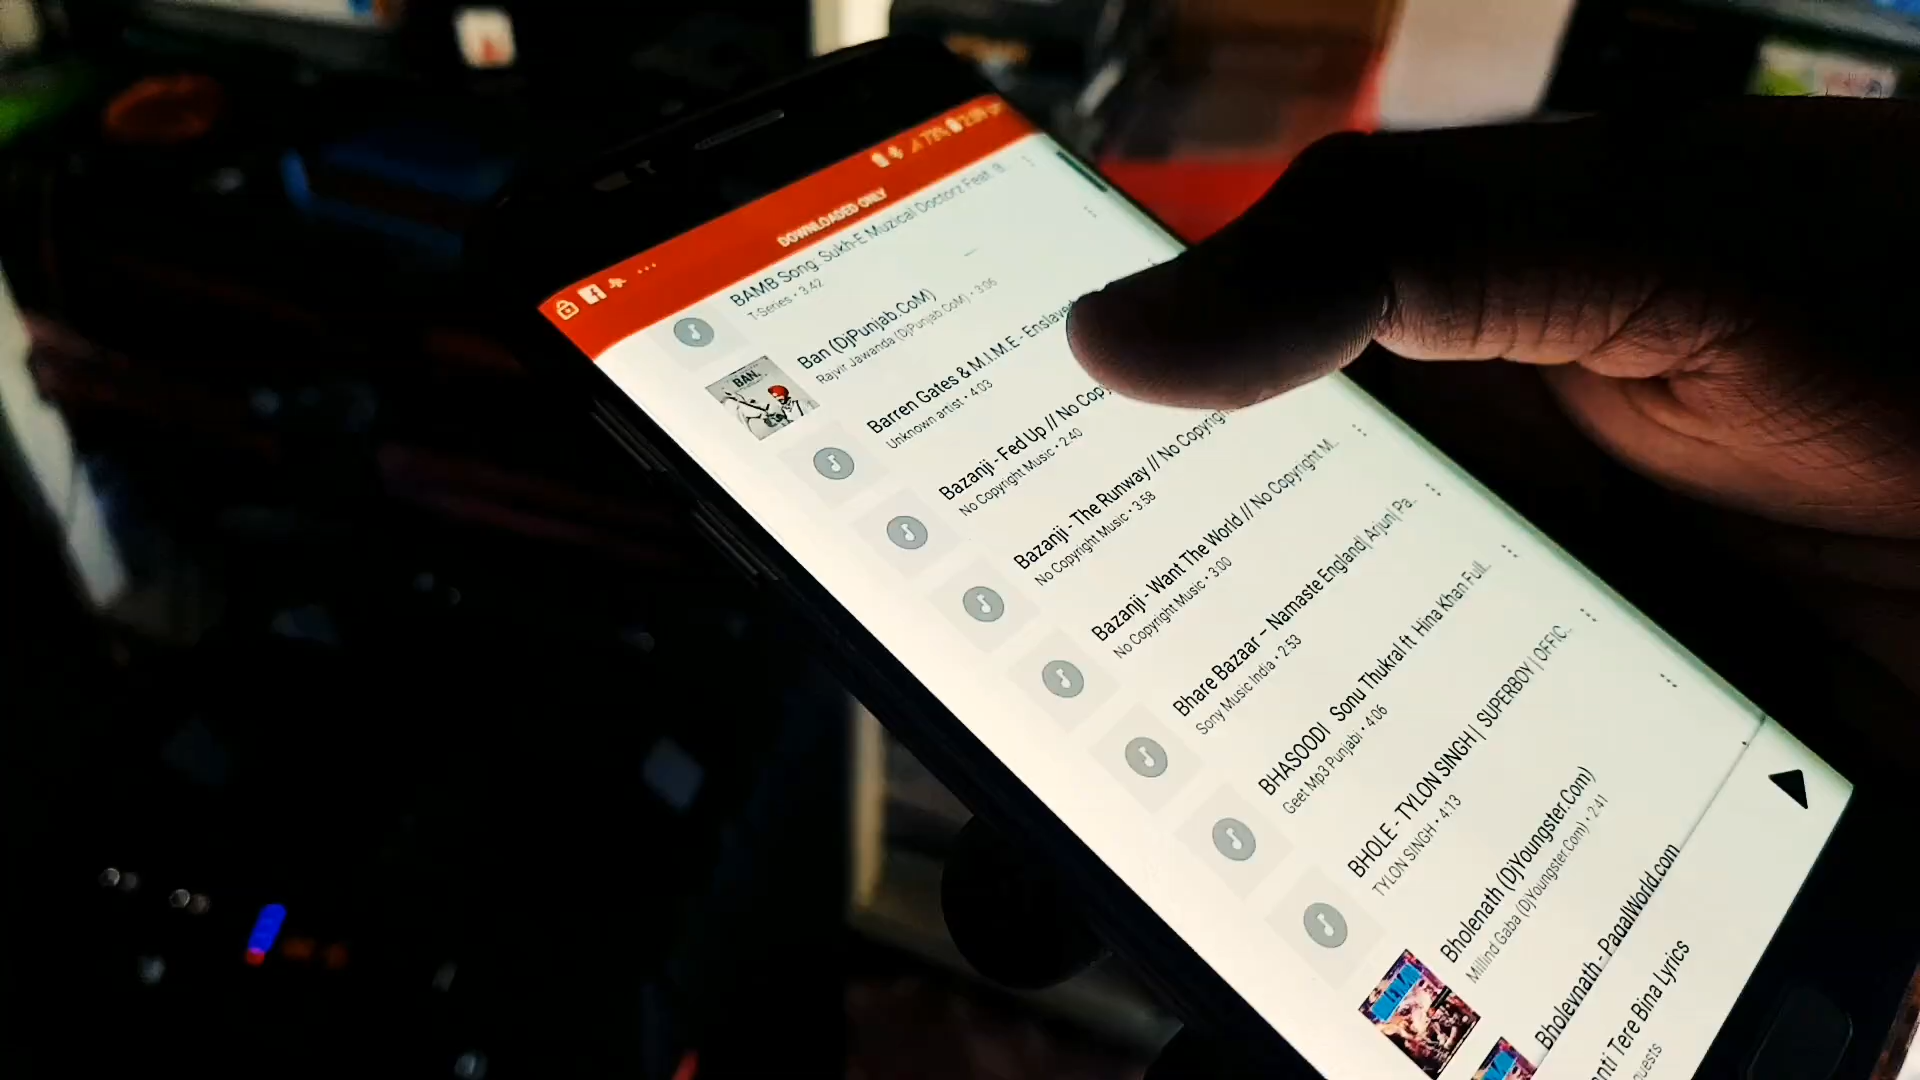 73%
DOWNLOADED ONLY
BAMB Song: Sukh-E Muzical Doctorz Feat. B...
T-Series • 3:42
BAN.
Ban (DjPunjab.CoM)
Rajvir Jawanda (DjPunjab.CoM) • 3:06
Barren Gates & M.I.M.E - Enslaved
Unknown artist • 4:03
Bazanji - Fed Up // No Copy
No Copyright Music • 2:40
Bazanji - The Runway // No Copyright
No Copyright Music • 3:58
Bazanji - Want The World // No Copyright M...
No Copyright Music • 3:00
Bhare Bazaar – Namaste England| Arjun| Pa...
Sony Music India • 2:53
BHASOODI Sonu Thukral ft Hina Khan Full...
Geet Mp3 Punjabi • 4:06
BHOLE - TYLON SINGH | SUPERBOY | OFFIC...
TYLON SINGH • 4:13
Bholenath (DjYoungster.Com)
Millind Gaba (DjYoungster.Com) • 2:41
Bholevnath - PagalWorld.com
nti Tere Bina Lyrics
quests